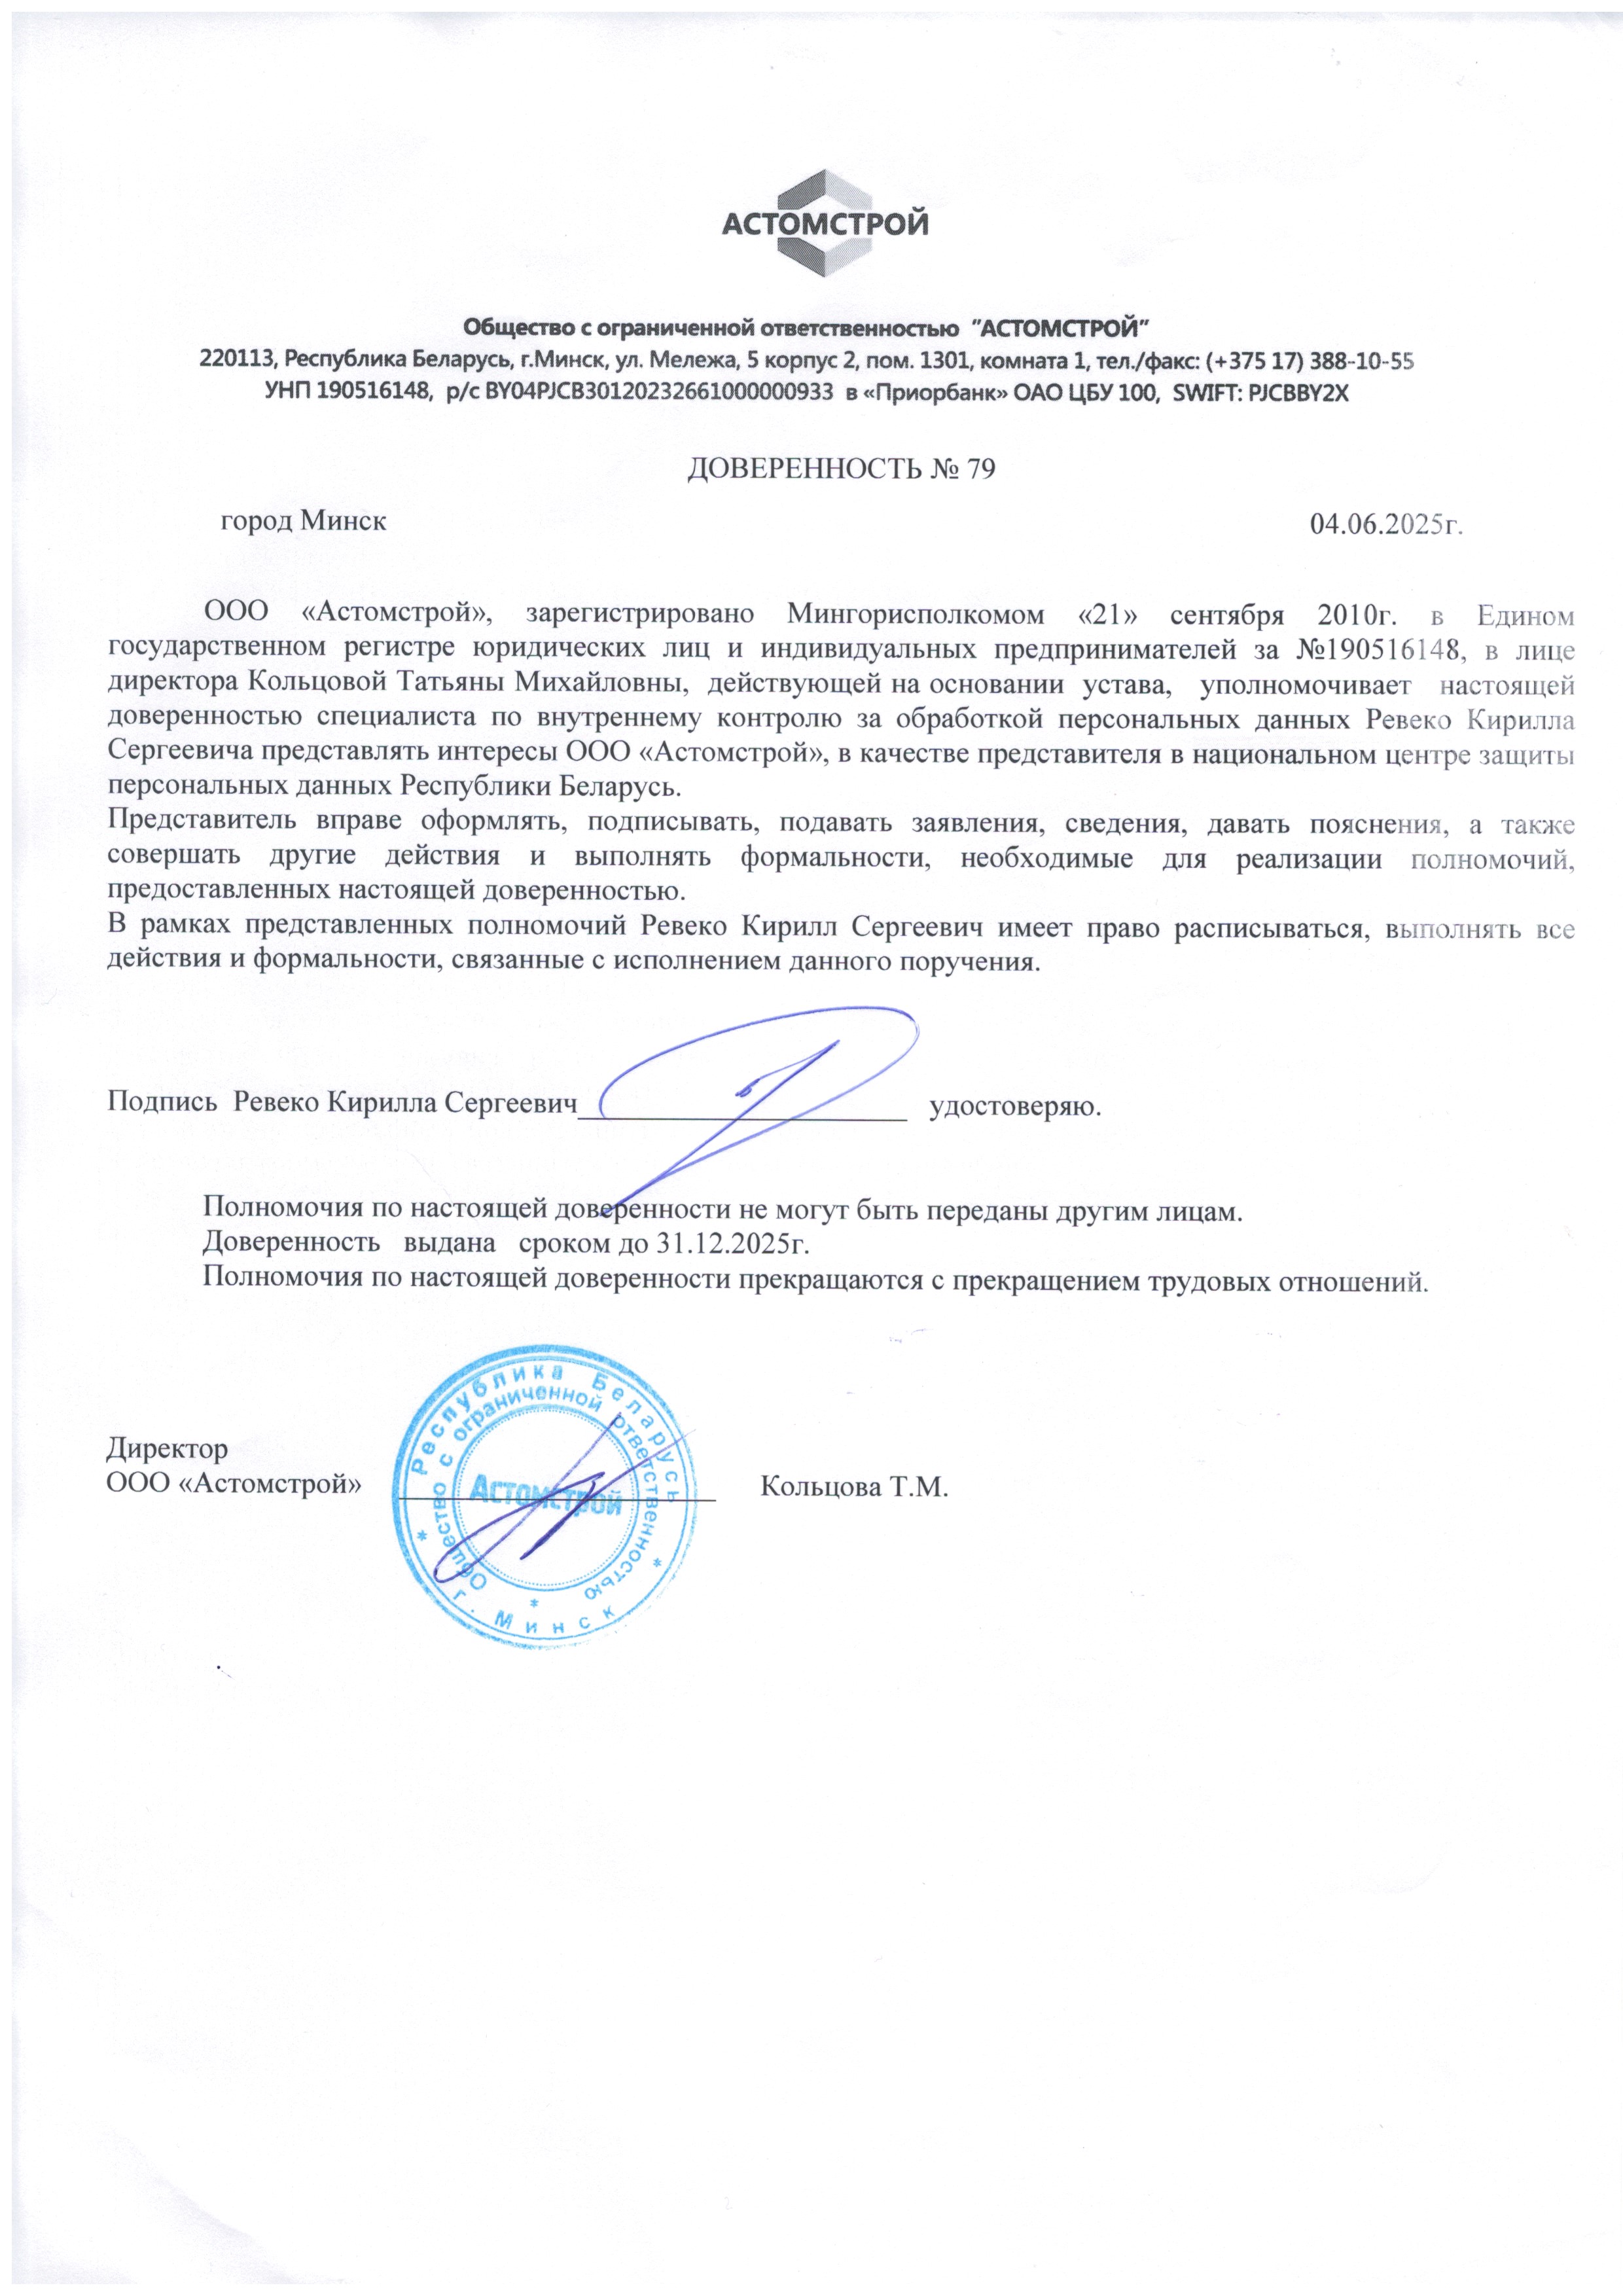 АСТОМСТРОЙ
Общество с ограниченной ответственностью "АСТОМСТРОЙ"
220113, Республика Беларусь, г.Минск, ул. Мележа, 5 корпус 2, пом. 1301, комната 1, тел./факс: (+375 17) 388-10-55
УНП 190516148, р/с BY04PJCB30120232661000000933 в «Приорбанк» ОАО ЦБУ 100, SWIFT: PJCBBY2X
ДОВЕРЕННОСТЬ № 79
город Минск 04.06.2025г.
ООО «Астомстрой», зарегистрировано Мингорисполкомом «21» сентября 2010г. в Едином
государственном регистре юридических лиц и индивидуальных предпринимателей за №190516148, в лице
директора Кольцовой Татьяны Михайловны, действующей на основании устава, уполномочивает настоящей
доверенностью специалиста по внутреннему контролю за обработкой персональных данных Ревеко Кирилла
Сергеевича представлять интересы ООО «Астомстрой», в качестве представителя в национальном центре защиты
персональных данных Республики Беларусь.
Представитель вправе оформлять, подписывать, подавать заявления, сведения, давать пояснения, а также
совершать другие действия и выполнять формальности, необходимые для реализации полномочий,
предоставленных настоящей доверенностью.
В рамках представленных полномочий Ревеко Кирилл Сергеевич имеет право расписываться, выполнять все
действия и формальности, связанные с исполнением данного поручения.
Подпись Ревеко Кирилла Сергеевич удостоверяю.
Полномочия по настоящей доверенности не могут быть переданы другим лицам.
Доверенность выдана сроком до 31.12.2025г.
Полномочия по настоящей доверенности прекращаются с прекращением трудовых отношений.
Директор
ООО «Астомстрой» Кольцова Т.М.
Республика Беларусь * г. Минск *
Общество с ограниченной ответственностью *
Астомстрой